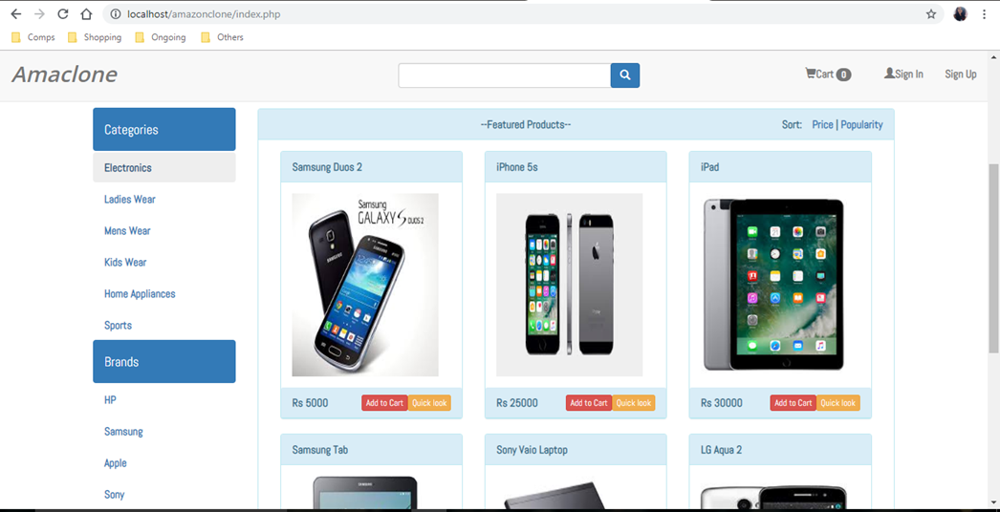 localhost/amazonclone/index.php
Comps Shopping Ongoing Others
Amaclone
Cart 0 Sign In Sign Up
Categories
Electronics
Ladies Wear
Mens Wear
Kids Wear
Home Appliances
Sports
Brands
HP
Samsung
Apple
Sony
--Featured Products--
Sort: Price | Popularity
Samsung Duos 2
Samsung
GALAXY S DUOS 2
SAMSUNG
SAMSUNG
Rs 5000 Add to Cart Quick look
iPhone 5s
Rs 25000 Add to Cart Quick look
iPad
Rs 30000 Add to Cart Quick look
Samsung Tab
SAMSUNG
Sony Vaio Laptop
LG Aqua 2